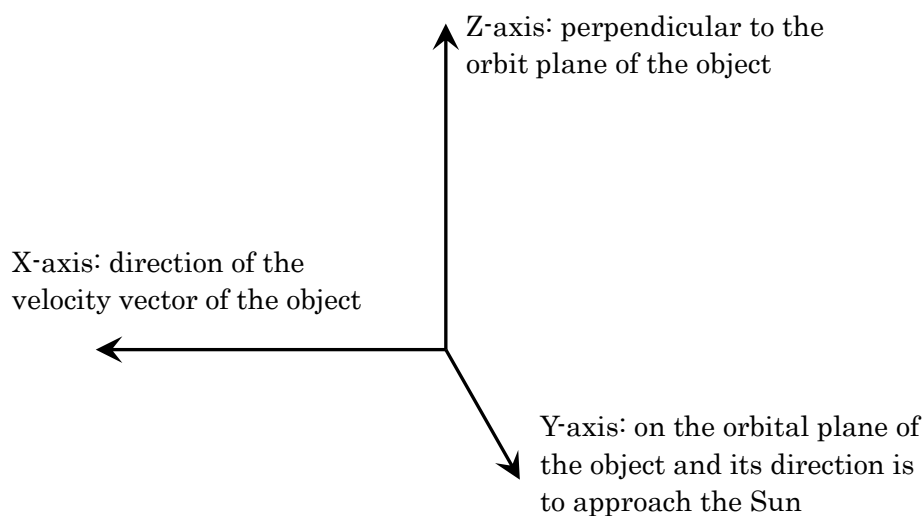 Z-axis: perpendicular to the
orbit plane of the object
X-axis: direction of the
velocity vector of the object
Y-axis: on the orbital plane of
the object and its direction is
to approach the Sun